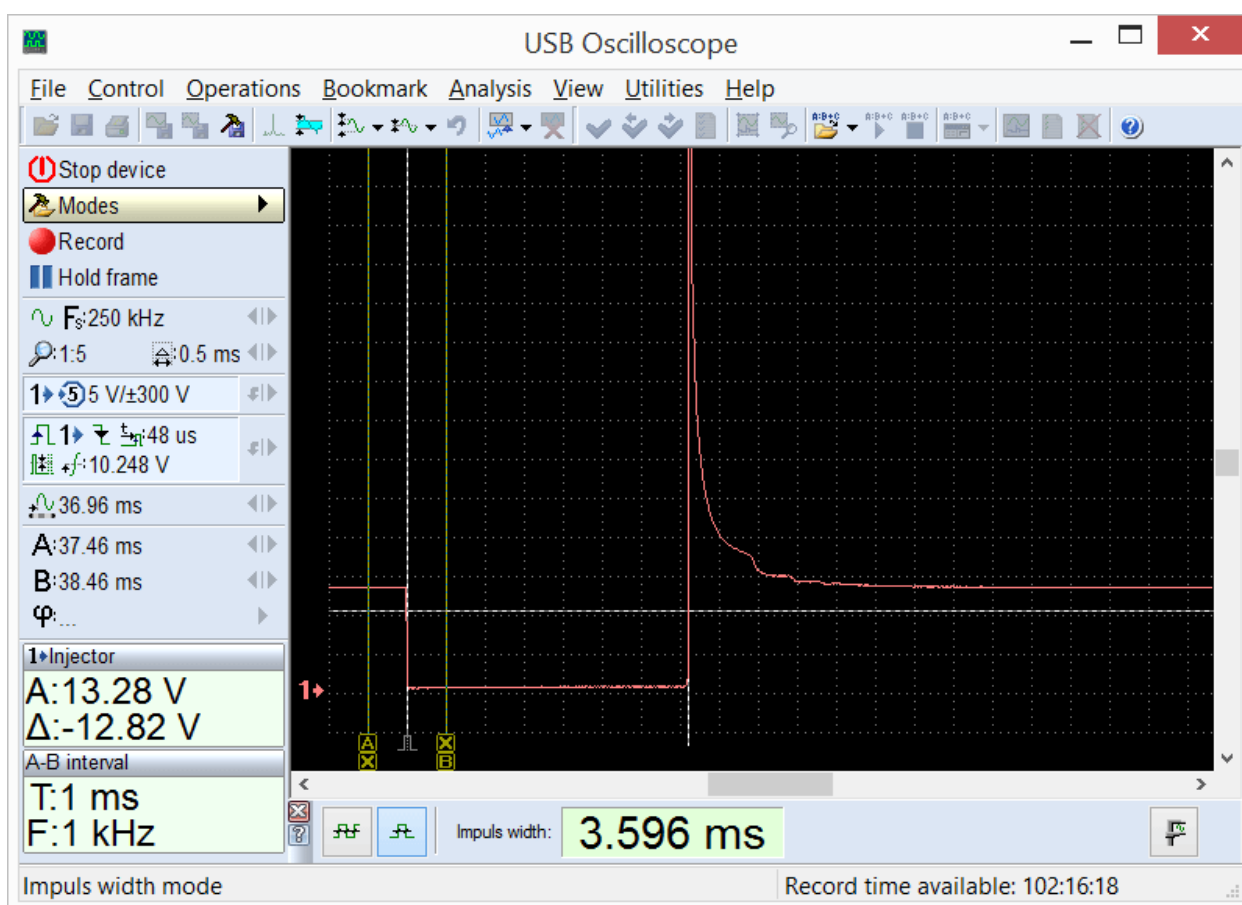 USB Oscilloscope
File Control Operations Bookmark Analysis View Utilities Help
A:B+C A:B+C A:B+C A:B+C
Stop device
Modes
Record
Hold frame
Fs:250 kHz
1:5 :0.5 ms
1 5 5 V/±300 V
1 t:48 us
f:10.248 V
36.96 ms
A:37.46 ms
B:38.46 ms
φ:...
1 Injector
A:13.28 V
Δ:-12.82 V
A-B interval
T:1 ms
F:1 kHz
1
A X
X B
Impuls width: 3.596 ms
Impuls width mode
Record time available: 102:16:18